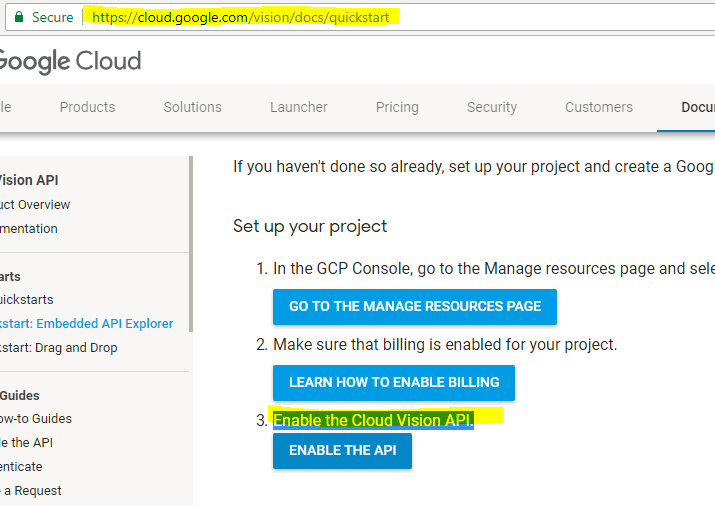 Secure https://cloud.google.com/vision/docs/quickstart
Google Cloud
le Products Solutions Launcher Pricing Security Customers Docu
Vision API
uct Overview
mentation
arts
uickstarts
kstart: Embedded API Explorer
kstart: Drag and Drop
Guides
ow-to Guides
le the API
enticate
e a Request
If you haven't done so already, set up your project and create a Goog
Set up your project
1. In the GCP Console, go to the Manage resources page and sele
GO TO THE MANAGE RESOURCES PAGE
2. Make sure that billing is enabled for your project.
LEARN HOW TO ENABLE BILLING
3. Enable the Cloud Vision API.
ENABLE THE API